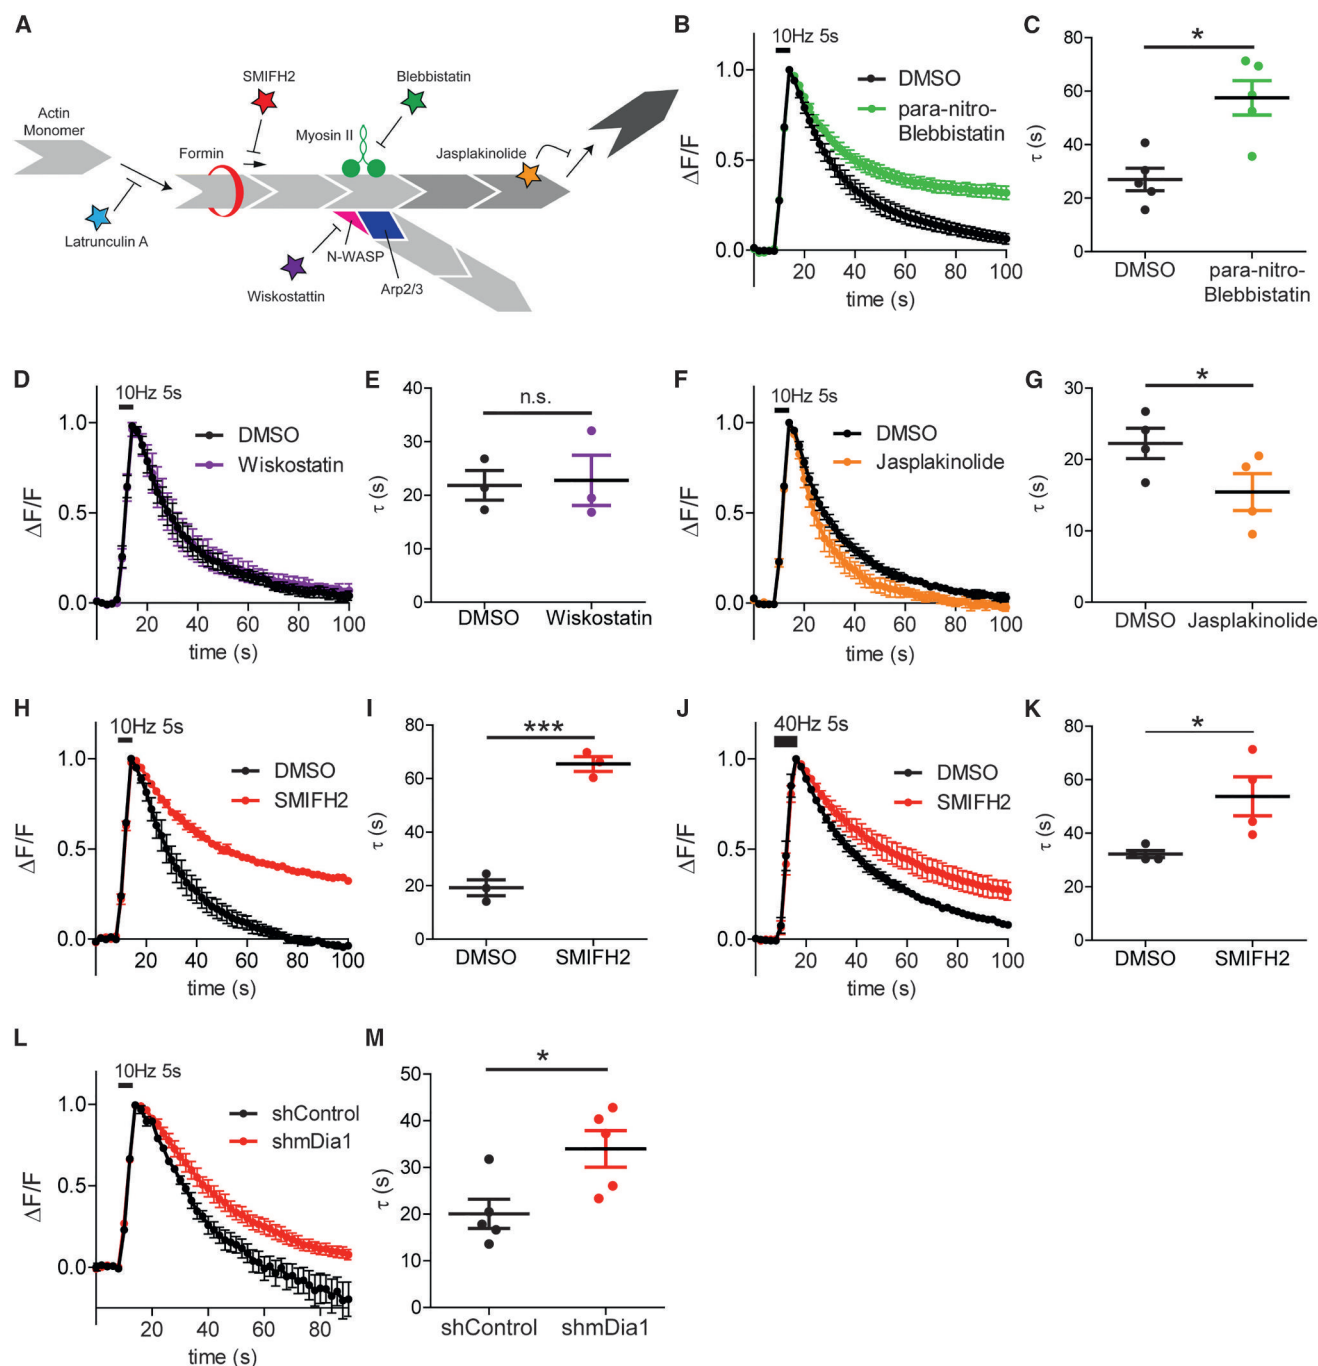 A
SMIFH2
Blebbistatin
Actin
Monomer
Myosin II
Formin
Jasplakinolide
Latrunculin A
N-WASP
Wiskostattin
Arp2/3
B
10Hz 5s
DMSO
para-nitro-
Blebbistatin
ΔF/F
1.0
0.5
0.0
20 40 60 80 100
time (s)
C
*
τ (s)
80
60
40
20
0
DMSO
para-nitro-
Blebbistatin
D
10Hz 5s
DMSO
Wiskostatin
ΔF/F
1.0
0.5
0.0
20 40 60 80 100
time (s)
E
n.s.
τ (s)
40
30
20
10
0
DMSO Wiskostatin
F
10Hz 5s
DMSO
Jasplakinolide
ΔF/F
1.0
0.5
0.0
20 40 60 80 100
time (s)
G
*
τ (s)
30
20
10
0
DMSO Jasplakinolide
H
10Hz 5s
DMSO
SMIFH2
ΔF/F
1.0
0.5
0.0
20 40 60 80 100
time (s)
I
***
τ (s)
80
60
40
20
0
DMSO SMIFH2
J
40Hz 5s
DMSO
SMIFH2
ΔF/F
1.0
0.5
0.0
20 40 60 80 100
time (s)
K
*
τ (s)
80
60
40
20
0
DMSO SMIFH2
L
10Hz 5s
shControl
shmDia1
ΔF/F
1.0
0.5
0.0
20 40 60 80
time (s)
M
*
τ (s)
50
40
30
20
10
0
shControl shmDia1